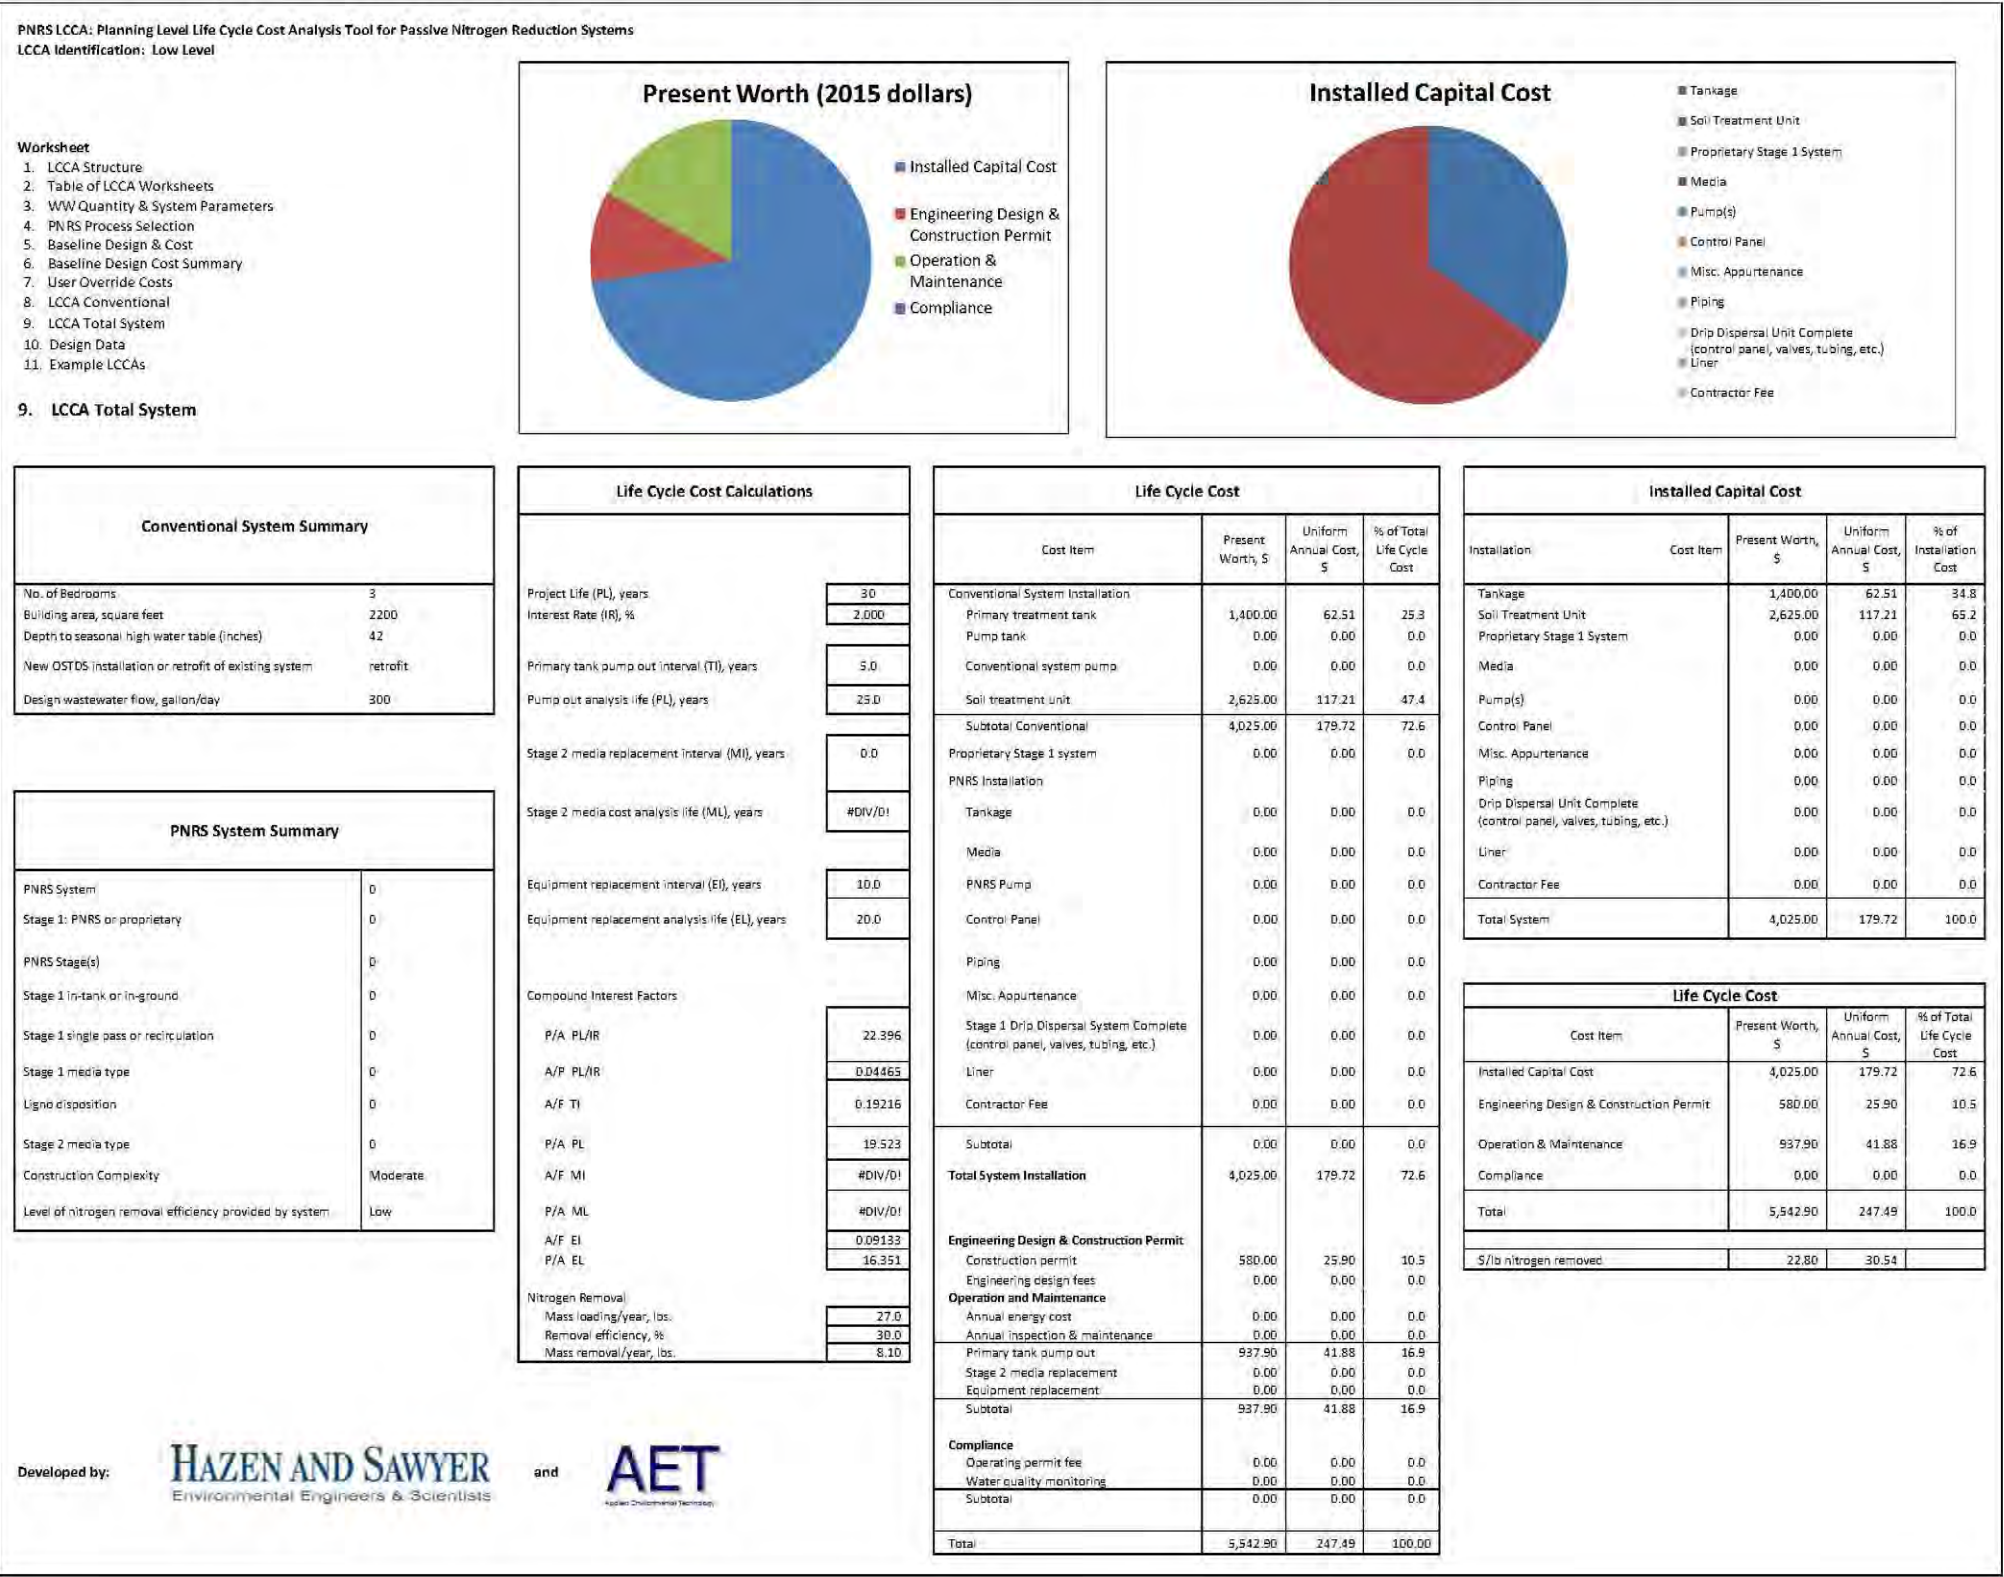 PNRS LCCA: Planning Level Life Cycle Cost Analysis Tool for Passive Nitrogen Reduction Systems
LCCA Identification: Low Level
Worksheet
1. LCCA Structure
2. Table of LCCA Worksheets
3. WW Quantity & System Parameters
4. PNRS Process Selection
5. Baseline Design & Cost
6. Baseline Design Cost Summary
7. User Override Costs
8. LCCA Conventional
9. LCCA Total System
10. Design Data
11. Example LCCAs
9. LCCA Total System
Present Worth (2015 dollars)
Installed Capital Cost
Engineering Design &
Construction Permit
Operation &
Maintenance
Compliance
Installed Capital Cost
Tankage
Soil Treatment Unit
Proprietary Stage 1 System
Media
Pump(s)
Control Panel
Misc. Appurtenance
Piping
Drip Dispersal Unit Complete
(control panel, valves, tubing, etc.)
Liner
Contractor Fee
Conventional System Summary
No. of Bedrooms 3
Building area, square feet 2200
Depth to seasonal high water table (inches) 42
New OSTDS installation or retrofit of existing system retrofit
Design wastewater flow, gallon/day 300
PNRS System Summary
PNRS System 0
Stage 1: PNRS or proprietary 0
PNRS Stage(s) 0
Stage 1 in-tank or in-ground 0
Stage 1 single pass or recirculation 0
Stage 1 media type 0
Ligno disposition 0
Stage 2 media type 0
Construction Complexity Moderate
Level of nitrogen removal efficiency provided by system Low
Life Cycle Cost Calculations
Project Life (PL), years 30
Interest Rate (IR), % 2.000
Primary tank pump out interval (TI), years 5.0
Pump out analysis life (PL), years 25.0
Stage 2 media replacement interval (MI), years 0.0
Stage 2 media cost analysis life (ML), years #DIV/0!
Equipment replacement interval (EI), years 10.0
Equipment replacement analysis life (EL), years 20.0
Compound Interest Factors
P/A PL/IR 22.396
A/P PL/IR 0.04465
A/F TI 0.19216
P/A PL 19.523
A/F MI #DIV/0!
P/A ML #DIV/0!
A/F EI 0.09133
P/A EL 16.351
Nitrogen Removal
Mass loading/year, lbs. 27.0
Removal efficiency, % 30.0
Mass removal/year, lbs. 8.10
Life Cycle Cost
Cost Item Present Worth, $ Uniform Annual Cost, $ % of Total Life Cycle Cost
Conventional System Installation
Primary treatment tank 1,400.00 62.51 25.3
Pump tank 0.00 0.00 0.0
Conventional system pump 0.00 0.00 0.0
Soil treatment unit 2,625.00 117.21 47.4
Subtotal Conventional 4,025.00 179.72 72.6
Proprietary Stage 1 system 0.00 0.00 0.0
PNRS Installation
Tankage 0.00 0.00 0.0
Media 0.00 0.00 0.0
PNRS Pump 0.00 0.00 0.0
Control Panel 0.00 0.00 0.0
Piping 0.00 0.00 0.0
Misc. Appurtenance 0.00 0.00 0.0
Stage 1 Drip Dispersal System Complete
(control panel, valves, tubing, etc.) 0.00 0.00 0.0
Liner 0.00 0.00 0.0
Contractor Fee 0.00 0.00 0.0
Subtotal 0.00 0.00 0.0
Total System Installation 4,025.00 179.72 72.6
Engineering Design & Construction Permit
Construction permit 580.00 25.90 10.5
Engineering design fees 0.00 0.00 0.0
Operation and Maintenance
Annual energy cost 0.00 0.00 0.0
Annual inspection & maintenance 0.00 0.00 0.0
Primary tank pump out 937.90 41.88 16.9
Stage 2 media replacement 0.00 0.00 0.0
Equipment replacement 0.00 0.00 0.0
Subtotal 937.90 41.88 16.9
Compliance
Operating permit fee 0.00 0.00 0.0
Water quality monitoring 0.00 0.00 0.0
Subtotal 0.00 0.00 0.0
Total 5,542.90 247.49 100.00
Installed Capital Cost
Installation Cost Item Present Worth, $ Uniform Annual Cost, $ % of Installation Cost
Tankage 1,400.00 62.51 34.8
Soil Treatment Unit 2,625.00 117.21 65.2
Proprietary Stage 1 System 0.00 0.00 0.0
Media 0.00 0.00 0.0
Pump(s) 0.00 0.00 0.0
Control Panel 0.00 0.00 0.0
Misc. Appurtenance 0.00 0.00 0.0
Piping 0.00 0.00 0.0
Drip Dispersal Unit Complete
(control panel, valves, tubing, etc.) 0.00 0.00 0.0
Liner 0.00 0.00 0.0
Contractor Fee 0.00 0.00 0.0
Total System 4,025.00 179.72 100.0
Life Cycle Cost
Cost Item Present Worth, $ Uniform Annual Cost, $ % of Total Life Cycle Cost
Installed Capital Cost 4,025.00 179.72 72.6
Engineering Design & Construction Permit 580.00 25.90 10.5
Operation & Maintenance 937.90 41.88 16.9
Compliance 0.00 0.00 0.0
Total 5,542.90 247.49 100.0
$/lb nitrogen removed 22.80 30.54
Developed by:
HAZEN AND SAWYER
Environmental Engineers & Scientists
and
AET
Applied Environmental Technology